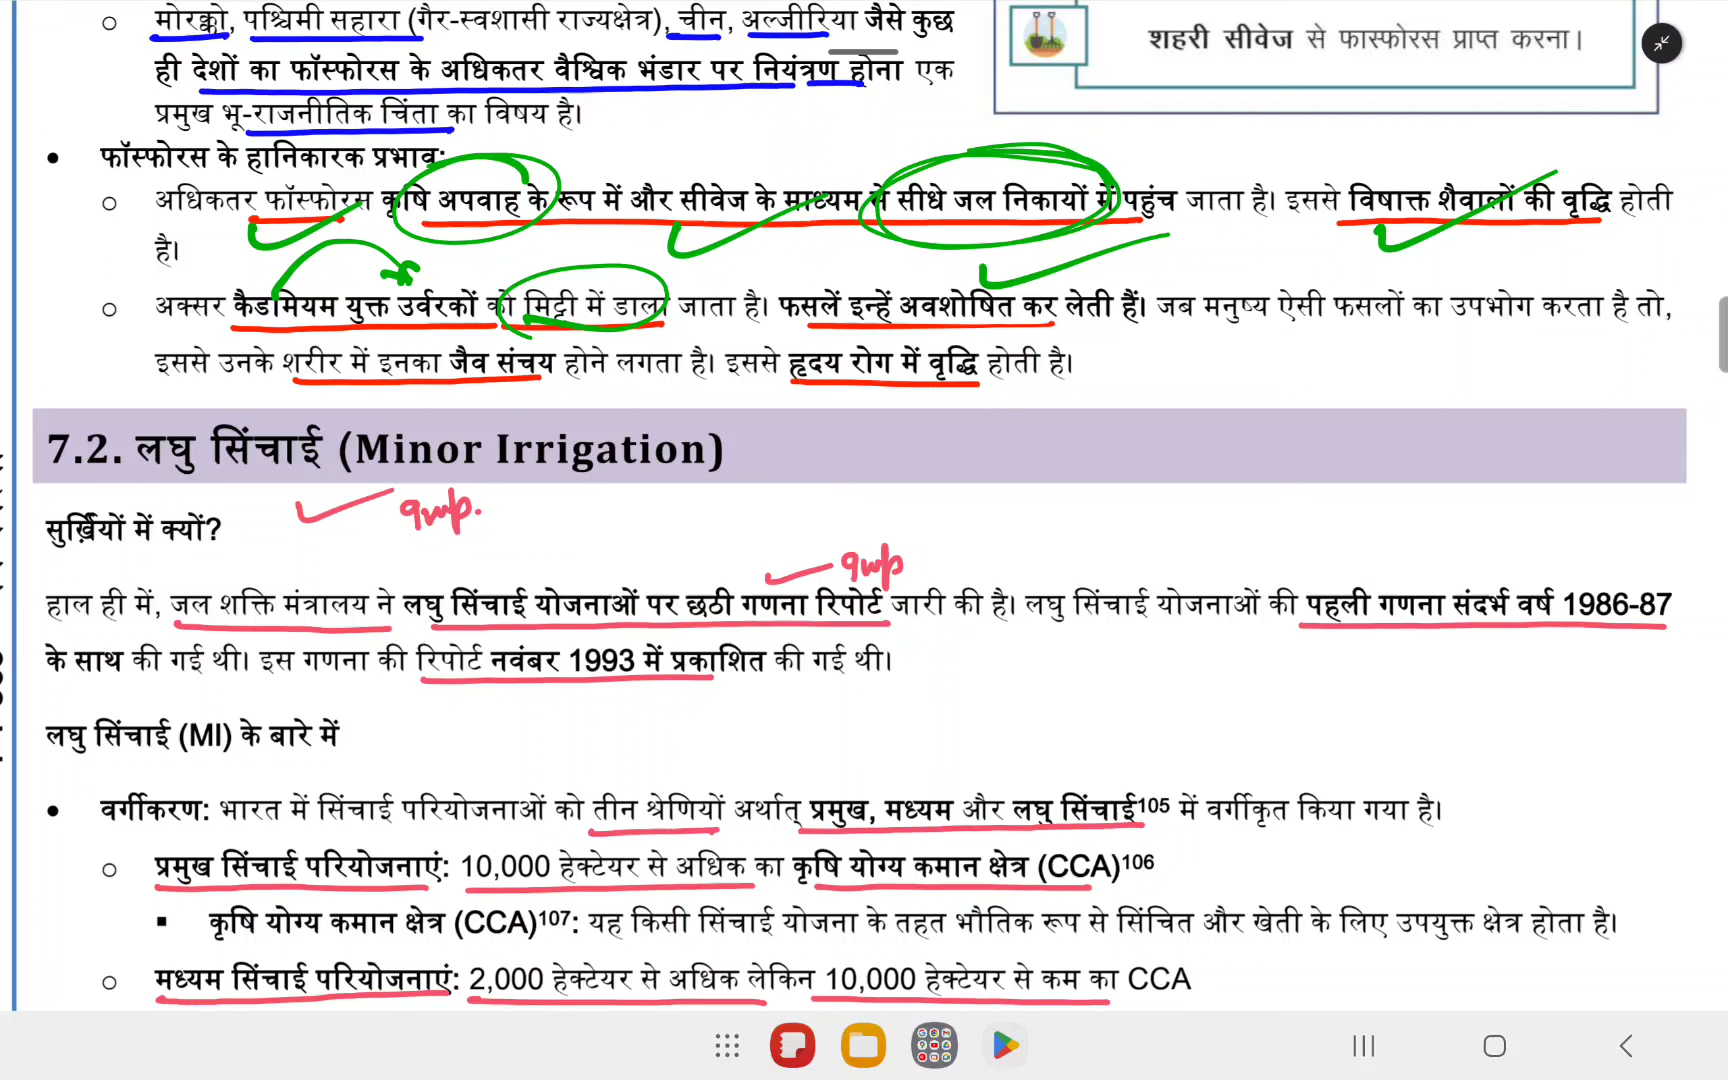 मोरक्को, पश्चिमी सहारा (गैर-स्वशासी राज्यक्षेत्र), चीन, अल्जीरिया जैसे कुछ
ही देशों का फॉस्फोरस के अधिकतर वैश्विक भंडार पर नियंत्रण होना एक
प्रमुख भू-राजनीतिक चिंता का विषय है।
शहरी सीवेज से फास्फोरस प्राप्त करना।
• फॉस्फोरस के हानिकारक प्रभाव:
○ अधिकतर फॉस्फोरस कृषि अपवाह के रूप में और सीवेज के माध्यम से सीधे जल निकायों में पहुंच जाता है। इससे विषाक्त शैवालों की वृद्धि होती
है।
○ अक्सर कैडमियम युक्त उर्वरकों को मिट्टी में डाला जाता है। फसलें इन्हें अवशोषित कर लेती हैं। जब मनुष्य ऐसी फसलों का उपभोग करता है तो,
इससे उनके शरीर में इनका जैव संचय होने लगता है। इससे हृदय रोग में वृद्धि होती है।
7.2. लघु सिंचाई (Minor Irrigation)
सुर्ख़ियों में क्यों?
हाल ही में, जल शक्ति मंत्रालय ने लघु सिंचाई योजनाओं पर छठी गणना रिपोर्ट जारी की है। लघु सिंचाई योजनाओं की पहली गणना संदर्भ वर्ष 1986-87
के साथ की गई थी। इस गणना की रिपोर्ट नवंबर 1993 में प्रकाशित की गई थी।
लघु सिंचाई (MI) के बारे में
• वर्गीकरण: भारत में सिंचाई परियोजनाओं को तीन श्रेणियों अर्थात् प्रमुख, मध्यम और लघु सिंचाई105 में वर्गीकृत किया गया है।
○ प्रमुख सिंचाई परियोजनाएं: 10,000 हेक्टेयर से अधिक का कृषि योग्य कमान क्षेत्र (CCA)106
▪ कृषि योग्य कमान क्षेत्र (CCA)107: यह किसी सिंचाई योजना के तहत भौतिक रूप से सिंचित और खेती के लिए उपयुक्त क्षेत्र होता है।
○ मध्यम सिंचाई परियोजनाएं: 2,000 हेक्टेयर से अधिक लेकिन 10,000 हेक्टेयर से कम का CCA